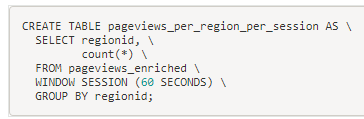 CREATE TABLE pageviews_per_region_per_session AS \
  SELECT regionid, \
         count(*) \
  FROM pageviews_enriched \
  WINDOW SESSION (60 SECONDS) \
  GROUP BY regionid;